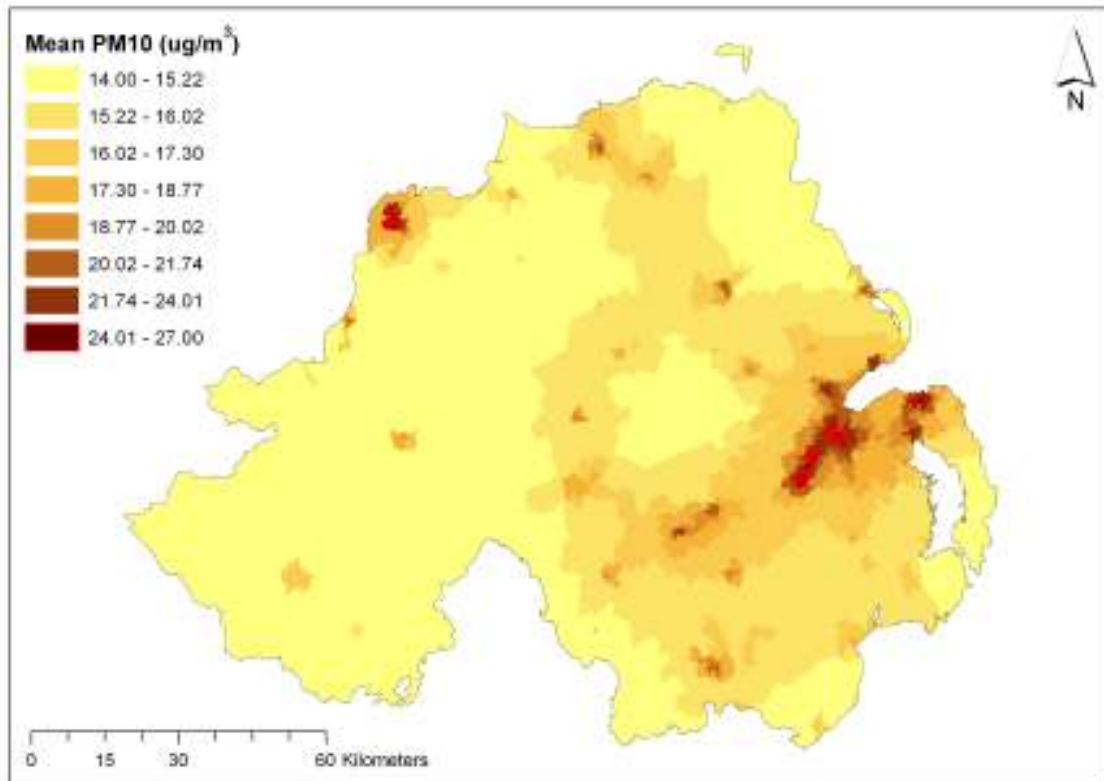 Mean PM10 (ug/m³)
14.00 - 15.22
15.22 - 16.02
16.02 - 17.30
17.30 - 18.77
18.77 - 20.02
20.02 - 21.74
21.74 - 24.01
24.01 - 27.00
N
0 15 30 60 Kilometers